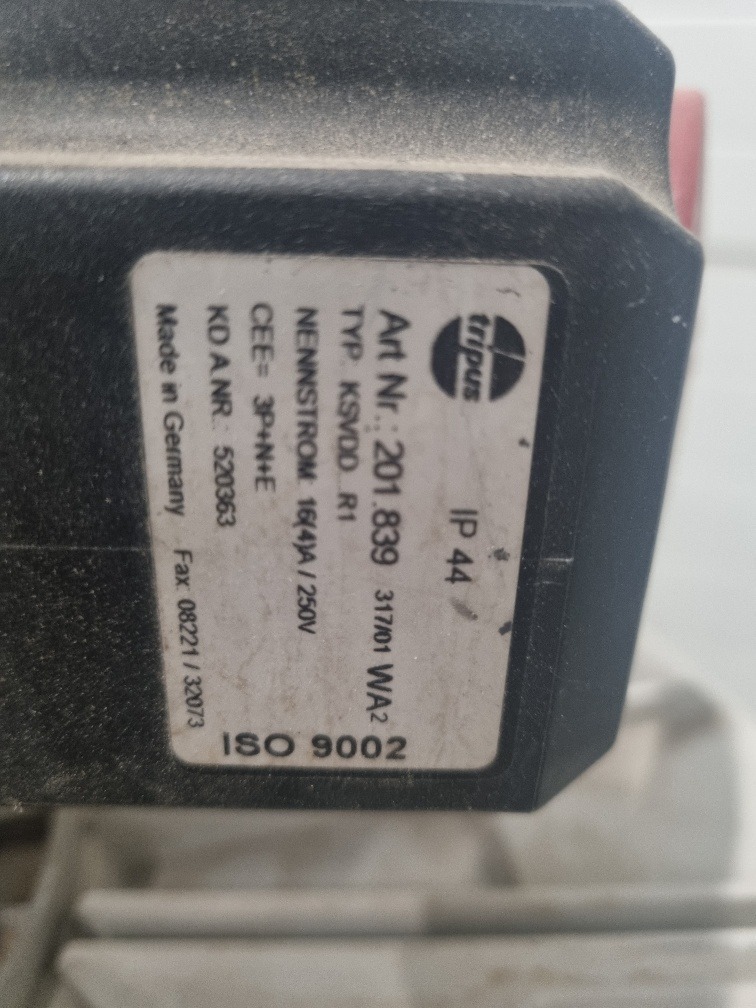 tripus
IP 44
Art Nr.: 201.839 317/01 WA2
TYP: KSVDD R1
NENNSTROM: 16(4)A / 250V
CEE= 3P+N+E
KD A NR.: 520363
Made in Germany Fax 08221 / 32073
ISO 9002